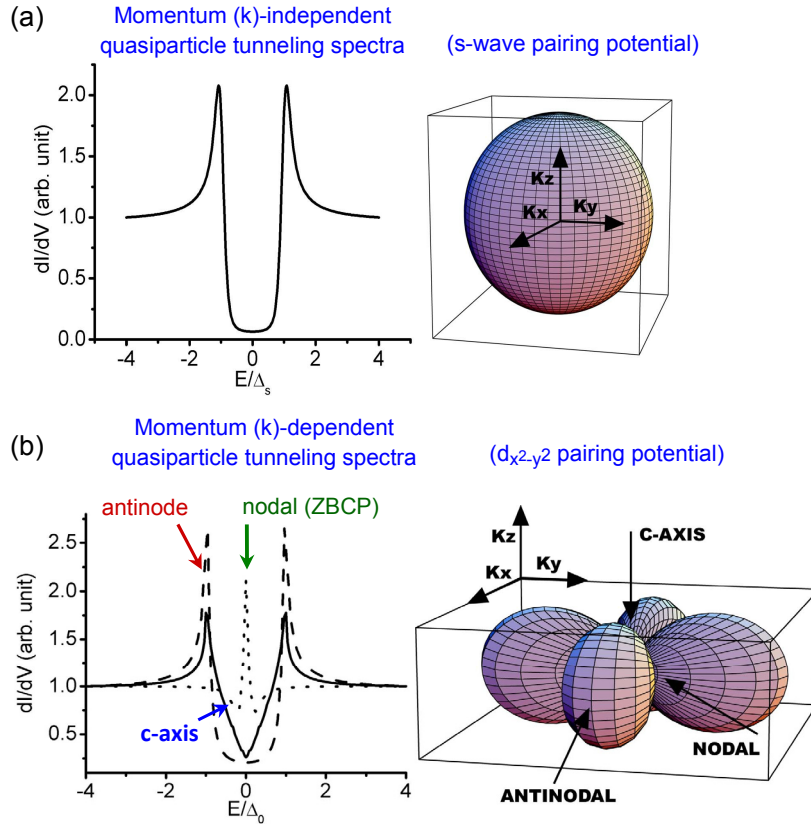 (a)
Momentum (k)-independent
quasiparticle tunneling spectra
(s-wave pairing potential)
dI/dV (arb. unit)
2.0
1.5
1.0
0.5
0.0
-4 -2 0 2 4
E/Δs
Kz
Kx
Ky
(b)
Momentum (k)-dependent
quasiparticle tunneling spectra
(dx2-y2 pairing potential)
antinode
nodal (ZBCP)
dI/dV (arb. unit)
2.5
2.0
1.5
1.0
0.5
c-axis
-4 -2 0 2 4
E/Δ0
Kz
C-AXIS
Kx
Ky
NODAL
ANTINODAL